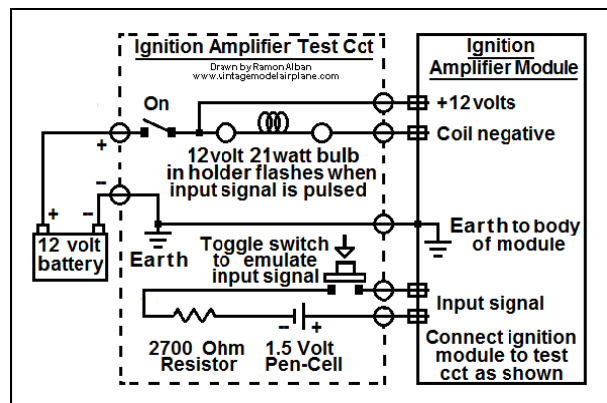 Ignition Amplifier Test Cct
Drawn by Ramon Alban
www.vintagemodelairplane.com
Ignition
Amplifier Module
On
+12 volts
+
Coil negative
12volt 21watt bulb
in holder flashes when
input signal is pulsed
–
+ –
12 volt
battery
Earth
Toggle switch
to emulate
input signal
Earth to body
of module
Input signal
– +
2700 Ohm
Resistor
1.5 Volt
Pen-Cell
Connect ignition
module to test
cct as shown